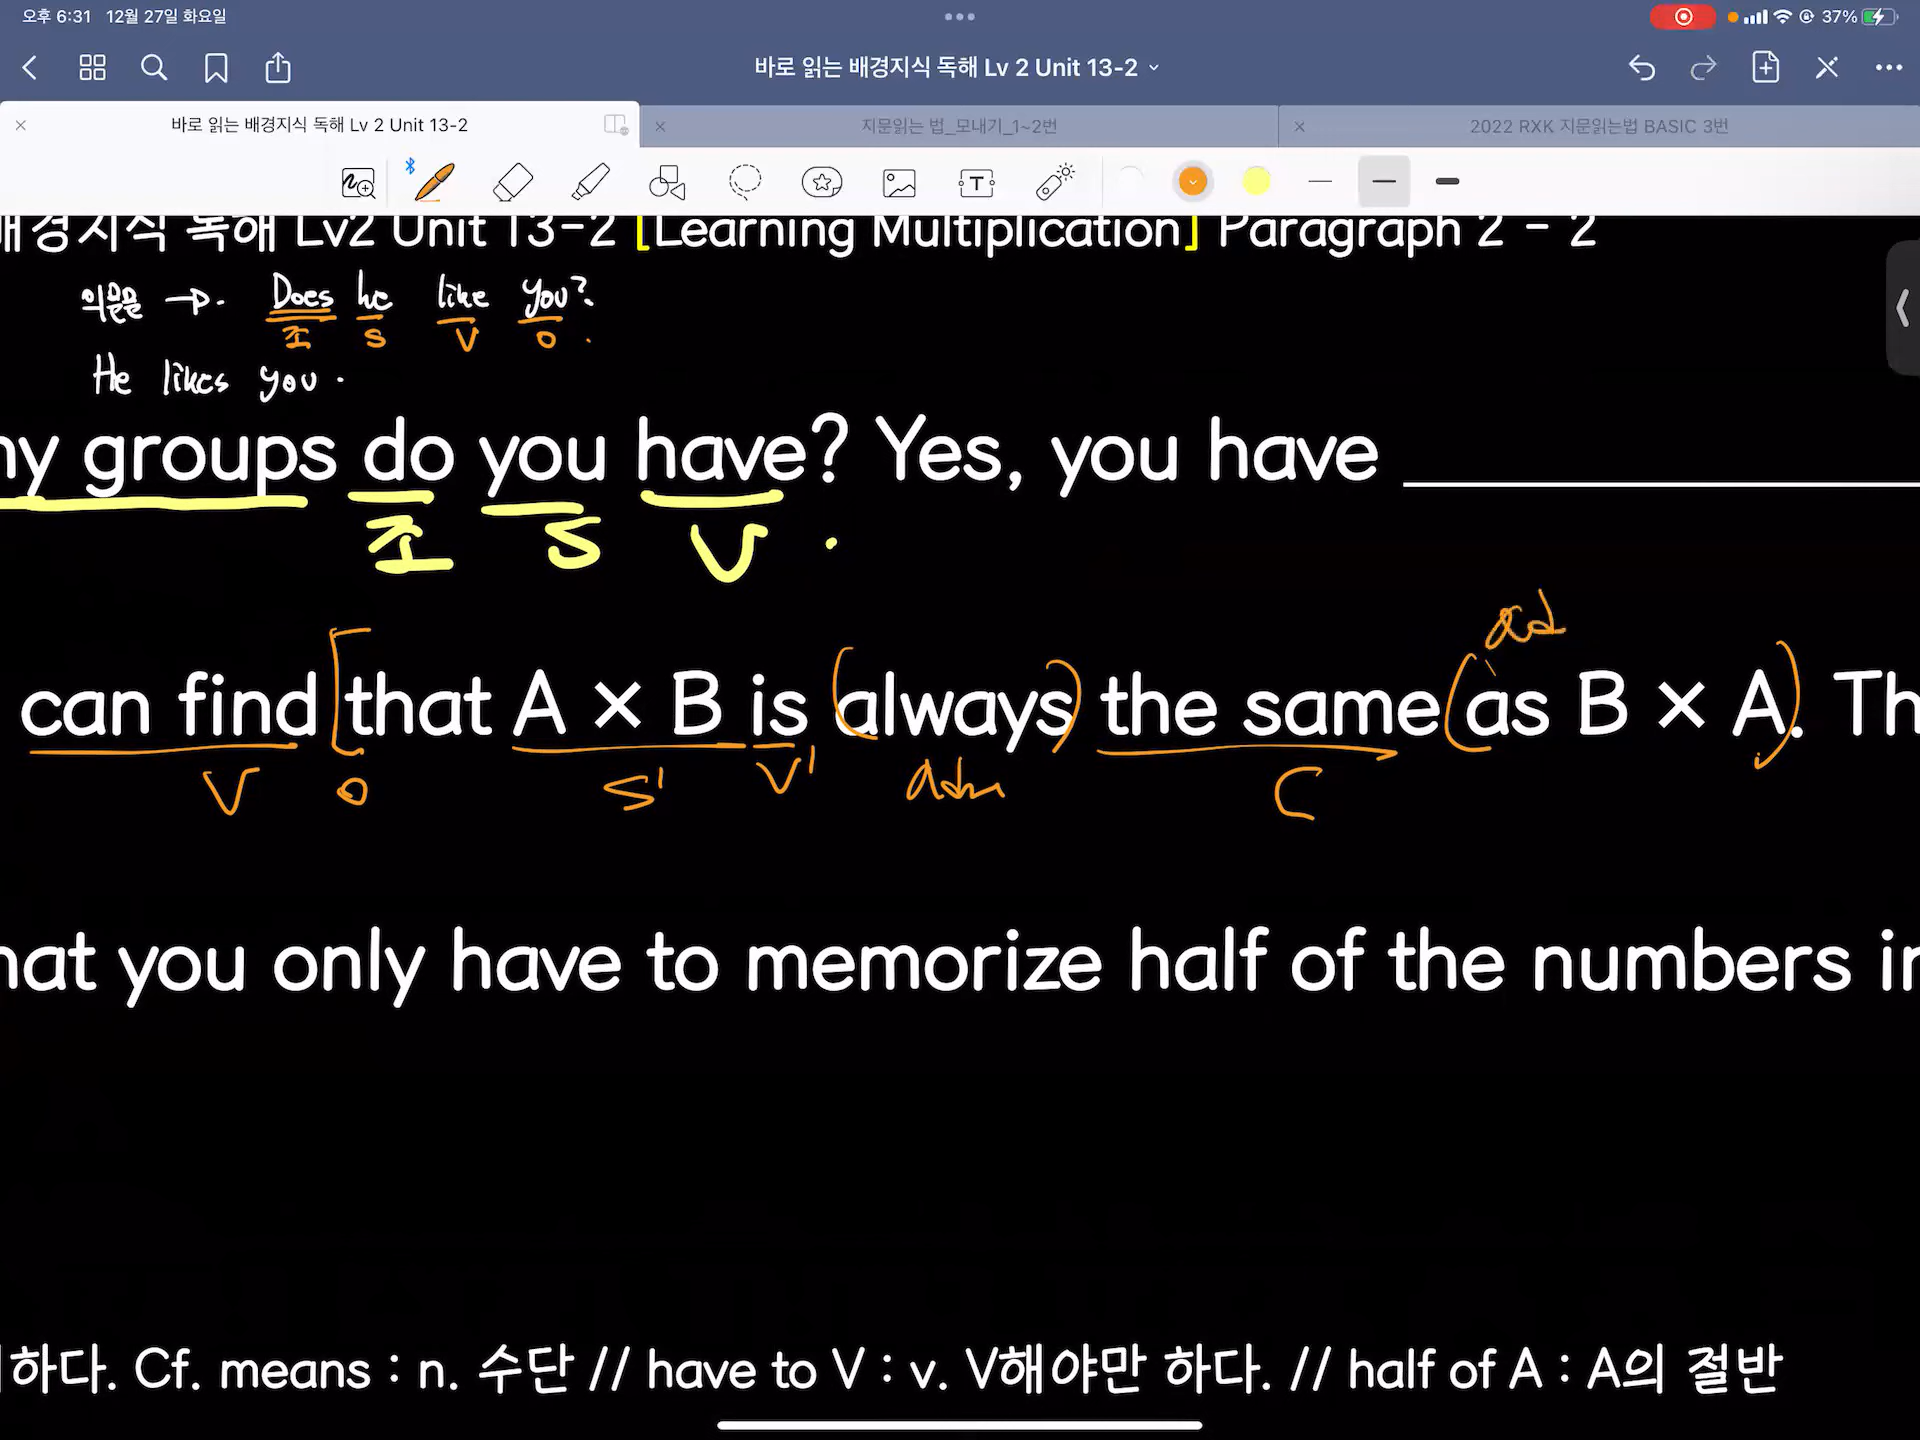 오후 6:31 12월 27일 화요일
37%
바로 읽는 배경지식 독해 Lv 2 Unit 13-2
바로 읽는 배경지식 독해 Lv 2 Unit 13-2
지문읽는 법_모내기_1~2번
2022 RXK 지문읽는법 BASIC 3번
배경지식 독해 Lv2 Unit 13-2 [Learning Multiplication] Paragraph 2 - 2
의문문 → Does he like you?
조 S V O
He likes you.
ny groups do you have? Yes, you have
조 S V
ad
can find [that A × B is (always) the same (as B × A). Th
V O S' V' adv C
hat you only have to memorize half of the numbers in
하다. Cf. means : n. 수단 // have to V : v. V해야만 하다. // half of A : A의 절반